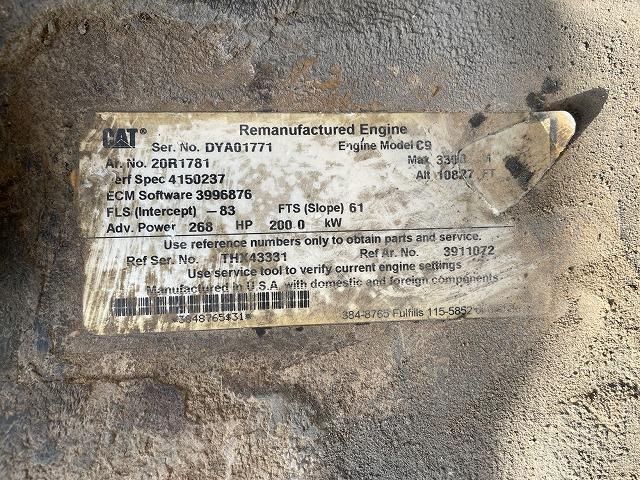 CAT® Remanufactured Engine
Ser. No. DYA01771 Engine Model C9
Ar. No. 20R1781 Max
Perf Spec 4150237 Alt 10827 FT
ECM Software 3996876
FLS (Intercept) -83 FTS (Slope) 61
Adv. Power 268 HP 200.0 kW
Use reference numbers only to obtain parts and service.
Ref Ser. No. THX43331 Ref Ar. No. 3911072
Use service tool to verify current engine settings
Manufactured in U.S.A. with domestic and foreign components
384-8765 Fulfills 115-5852